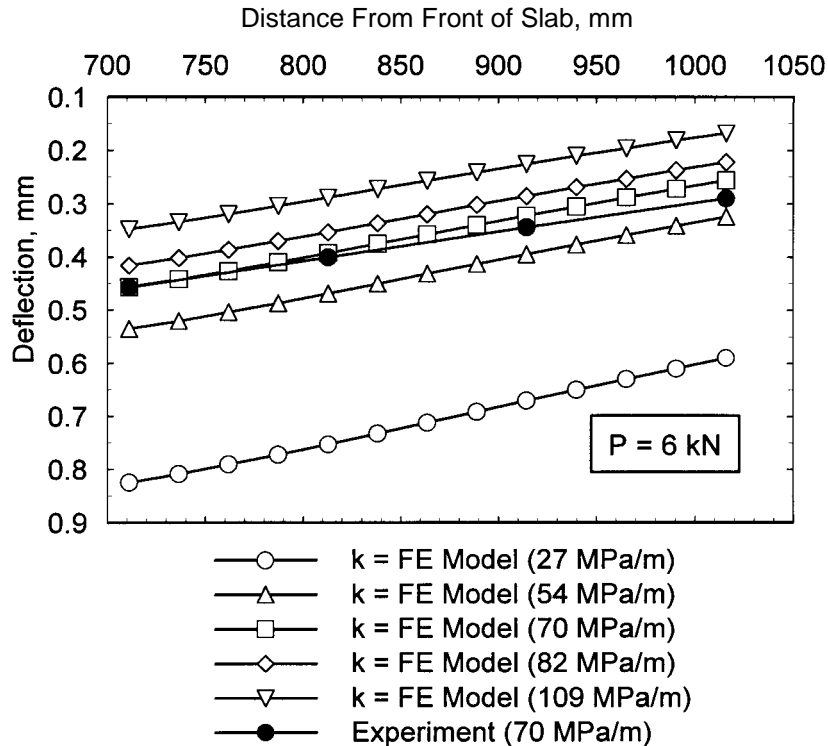 Distance From Front of Slab, mm
700 750 800 850 900 950 1000 1050
Deflection, mm
0.1
0.2
0.3
0.4
0.5
0.6
0.7
0.8
0.9
P = 6 kN
k = FE Model (27 MPa/m)
k = FE Model (54 MPa/m)
k = FE Model (70 MPa/m)
k = FE Model (82 MPa/m)
k = FE Model (109 MPa/m)
Experiment (70 MPa/m)